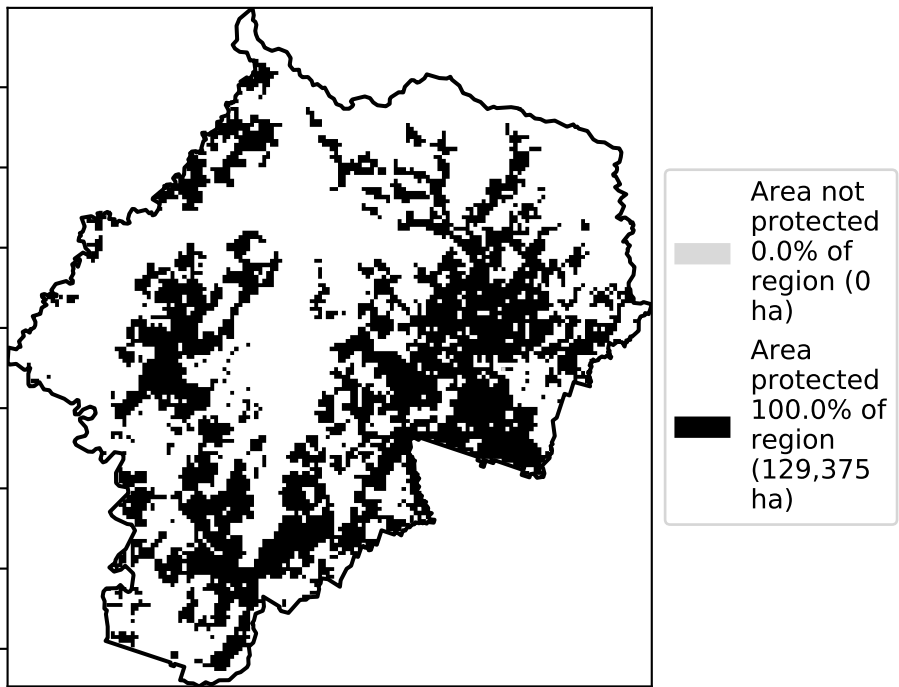 Area not
protected
0.0% of
region (0
ha)
Area
protected
100.0% of
region
(129,375
ha)